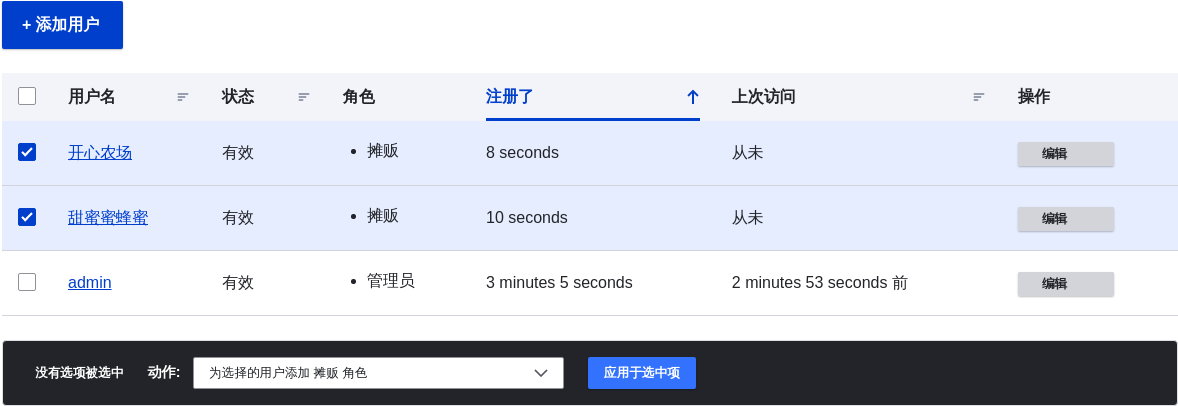 + 添加用户
用户名 状态 角色 注册了 上次访问 操作
开心农场 有效 • 摊贩 8 seconds 从未 编辑
甜蜜蜜蜂蜜 有效 • 摊贩 10 seconds 从未 编辑
admin 有效 • 管理员 3 minutes 5 seconds 2 minutes 53 seconds 前 编辑
没有选项被选中 动作: 为选择的用户添加 摊贩 角色 应用于选中项